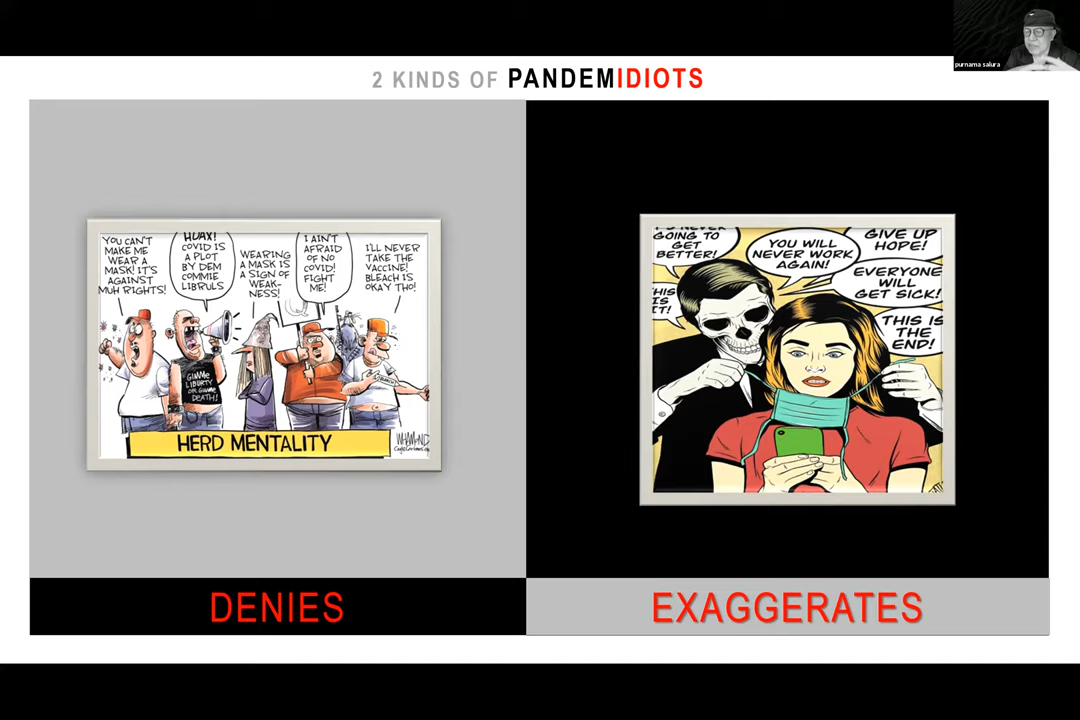 purnama salura
2 KINDS OF PANDEMIDIOTS
YOU CAN'T
MAKE ME
WEAR A
MASK! IT'S
AGAINST
MUH RIGHTS!
HOAX!
COVID IS
A PLOT
BY DEM
COMMIE
LIBRULS
WEARING
A MASK IS
A SIGN OF
WEAK-
NESS!
I AIN'T
AFRAID
OF NO
COVID!
FIGHT
ME!
I'LL NEVER
TAKE THE
VACCINE!
BLEACH IS
OKAY THO!
Q
GIMME
LIBERTY
OR GIMME
DEATH!
HERD MENTALITY
GOING TO
GET
BETTER!
YOU WILL
NEVER WORK
AGAIN!
GIVE UP
HOPE!
EVERYONE
WILL
GET SICK!
THIS
IS
IT!
THIS IS
THE
END!
DENIES
EXAGGERATES